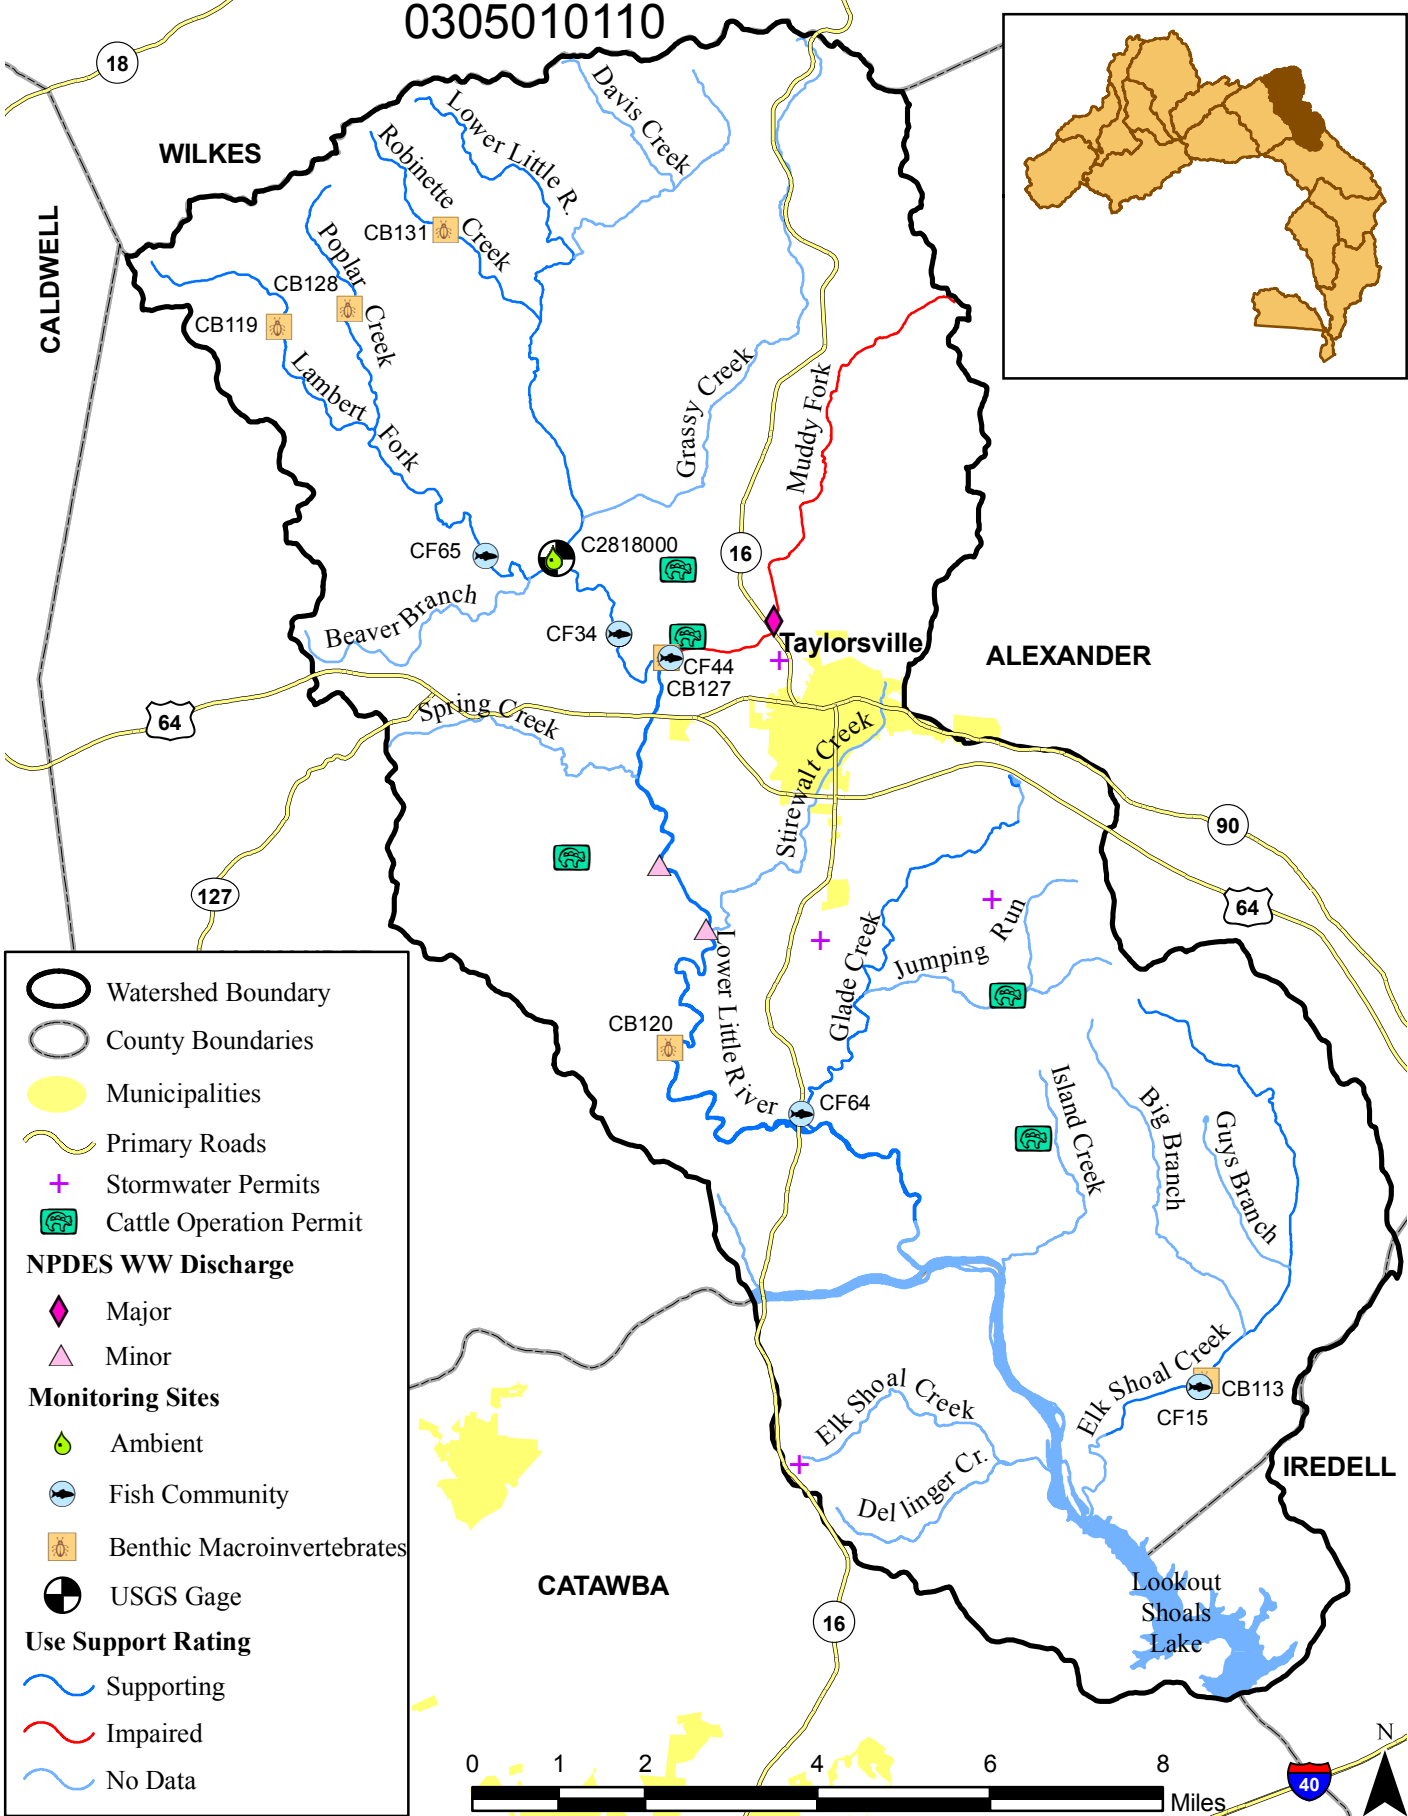 0305010110
18
WILKES
CALDWELL
Davis Creek
Lower Little R.
Robinette Creek
CB131
Poplar Creek
CB128
CB119
Lambert Fork
Grassy Creek
Muddy Fork
16
CF65
C2818000
Beaver Branch
CF34
CF44
CB127
Taylorsville
ALEXANDER
64
Spring Creek
Stirewalt Creek
90
127
64
Lower Little River
Glade Creek
Jumping Run
CB120
CF64
Island Creek
Big Branch
Guys Branch
Elk Shoal Creek
CB113
CF15
Elk Shoal Creek
Dellinger Cr.
IREDELL
CATAWBA
Lookout
Shoals
Lake
16
Watershed Boundary
County Boundaries
Municipalities
Primary Roads
Stormwater Permits
Cattle Operation Permit
NPDES WW Discharge
Major
Minor
Monitoring Sites
Ambient
Fish Community
Benthic Macroinvertebrates
USGS Gage
Use Support Rating
Supporting
Impaired
No Data
0 1 2 4 6 8
Miles
40
N